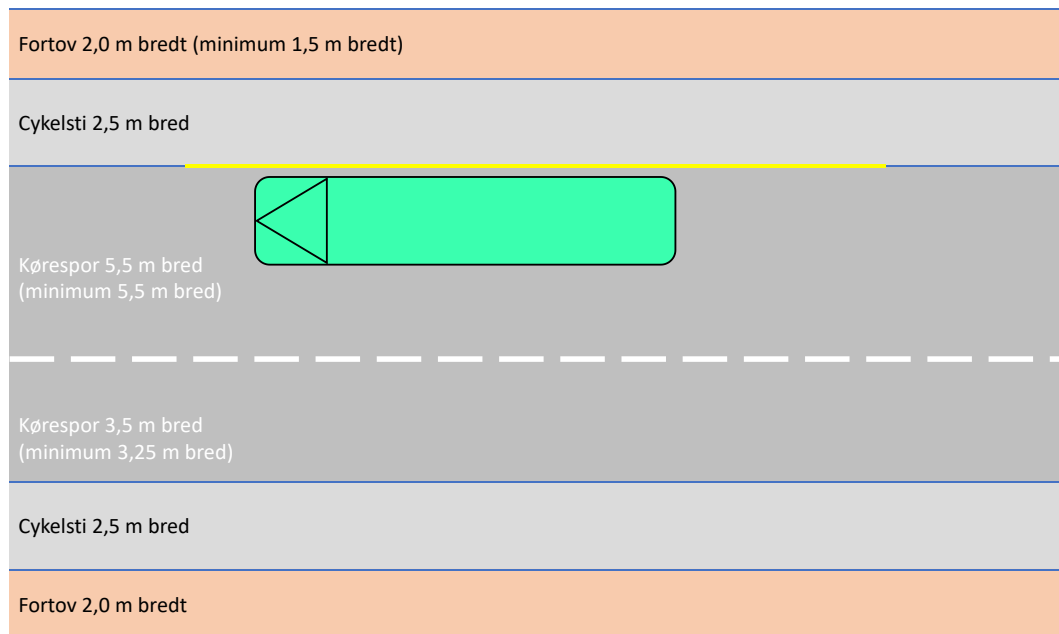 Fortov 2,0 m bredt (minimum 1,5 m bredt)
Cykelsti 2,5 m bred
Kørespor 5,5 m bred
(minimum 5,5 m bred)
Kørespor 3,5 m bred
(minimum 3,25 m bred)
Cykelsti 2,5 m bred
Fortov 2,0 m bredt